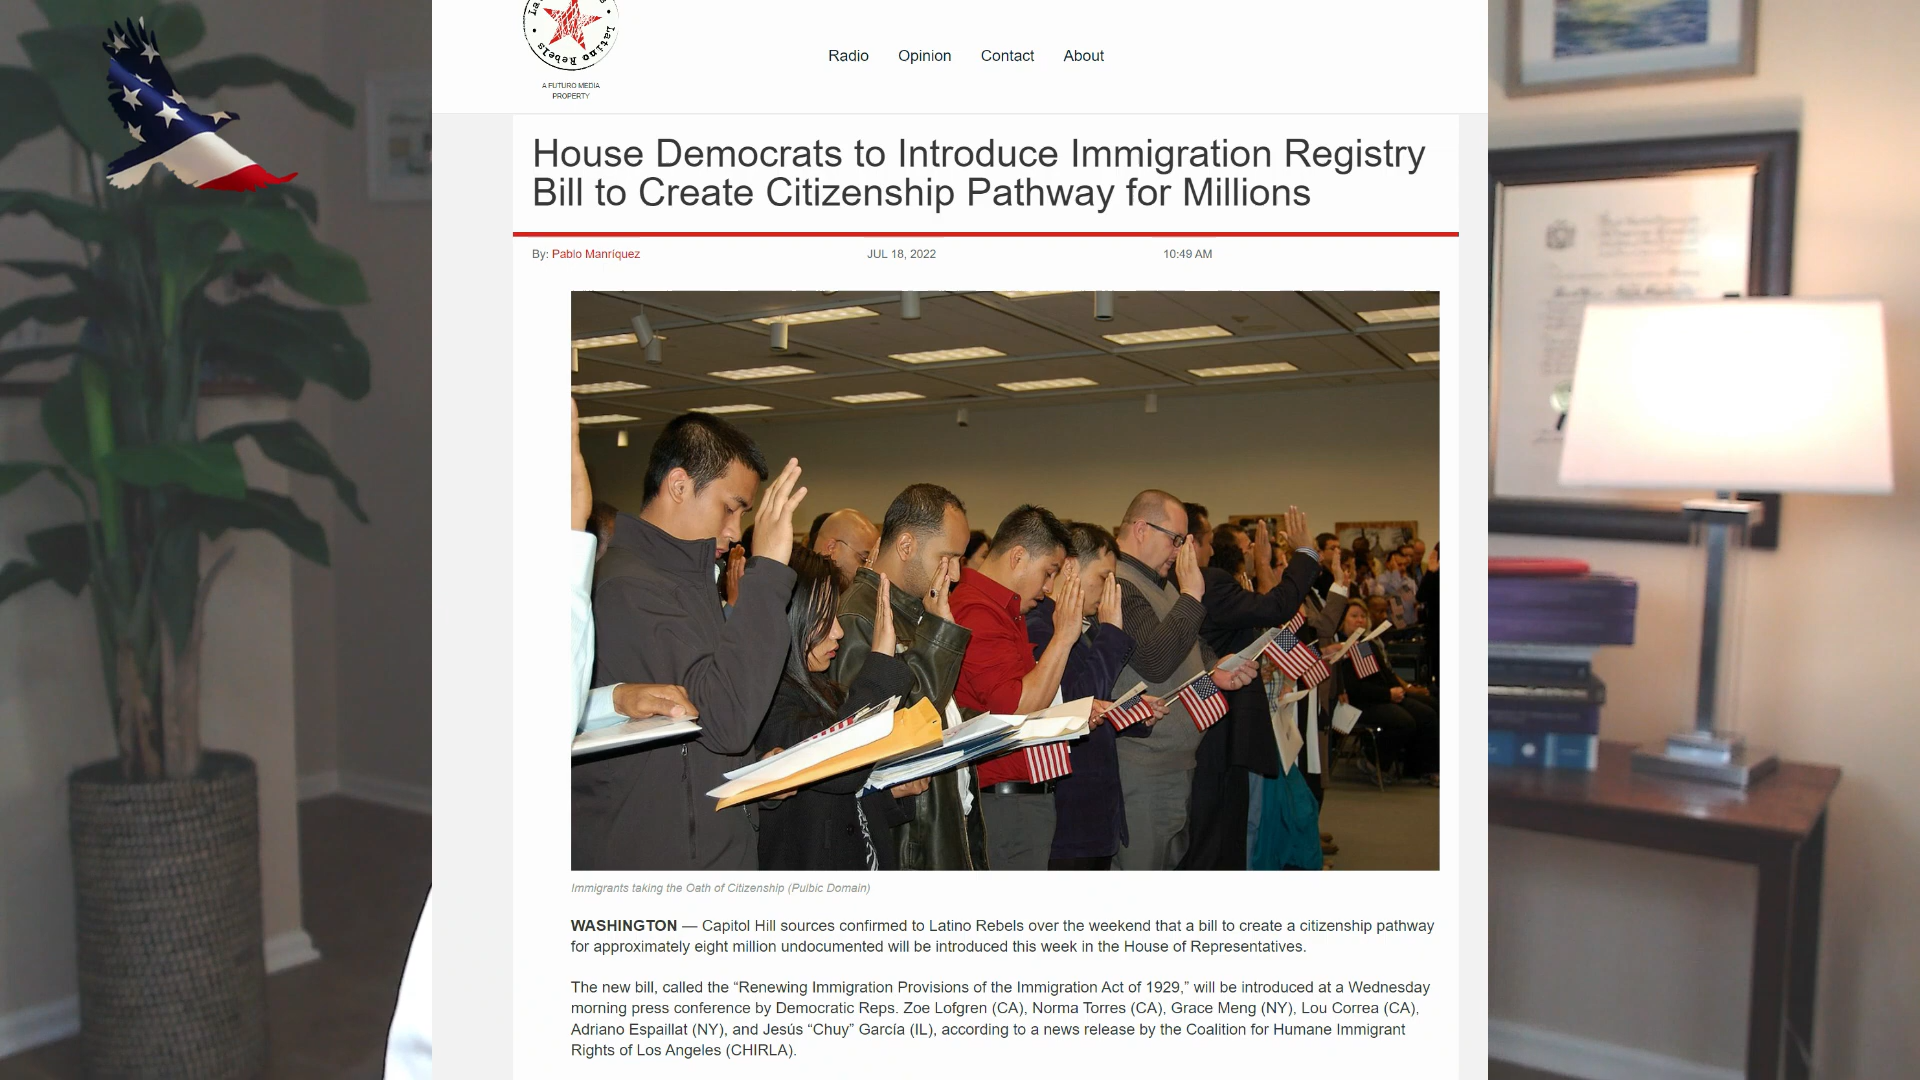 Latino Rebels
A FUTURO MEDIA
PROPERTY
Radio Opinion Contact About
House Democrats to Introduce Immigration Registry
Bill to Create Citizenship Pathway for Millions
By: Pablo Manríquez JUL 18, 2022 10:49 AM
Immigrants taking the Oath of Citizenship (Pulbic Domain)
WASHINGTON — Capitol Hill sources confirmed to Latino Rebels over the weekend that a bill to create a citizenship pathway
for approximately eight million undocumented will be introduced this week in the House of Representatives.
The new bill, called the “Renewing Immigration Provisions of the Immigration Act of 1929,” will be introduced at a Wednesday
morning press conference by Democratic Reps. Zoe Lofgren (CA), Norma Torres (CA), Grace Meng (NY), Lou Correa (CA),
Adriano Espaillat (NY), and Jesús “Chuy” García (IL), according to a news release by the Coalition for Humane Immigrant
Rights of Los Angeles (CHIRLA).